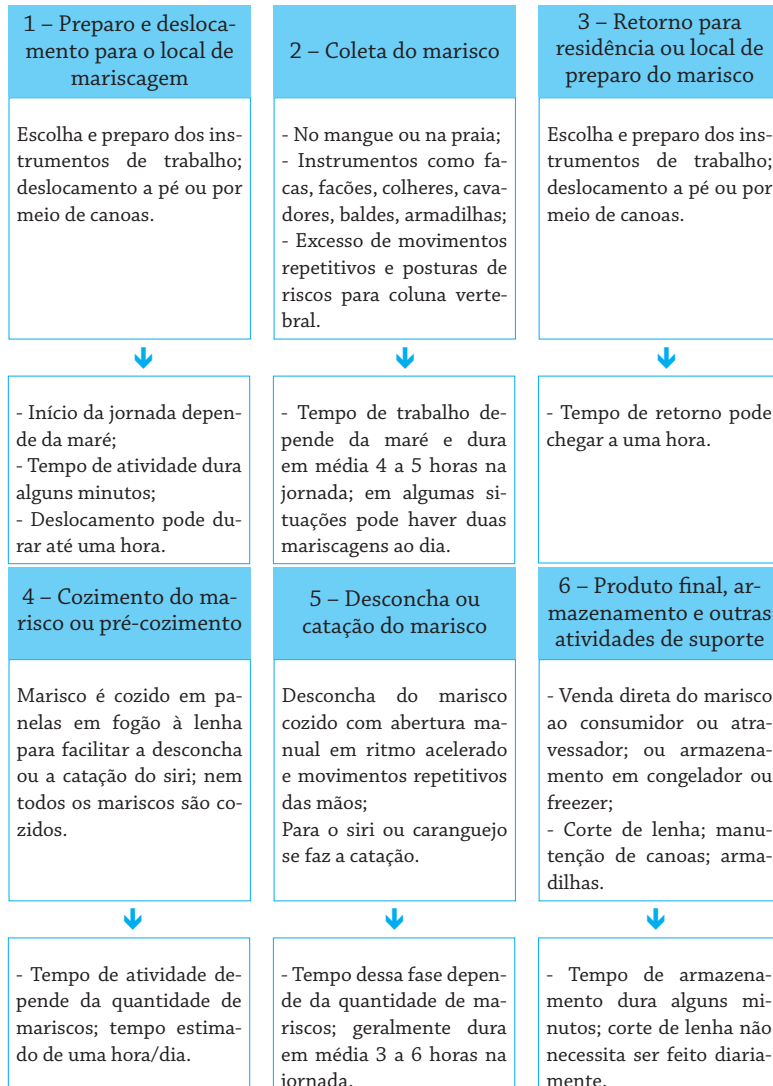 1 – Preparo e desloca-
mento para o local de
mariscagem
Escolha e preparo dos ins-
trumentos de trabalho;
deslocamento a pé ou por
meio de canoas.
- Início da jornada depen-
de da maré;
- Tempo de atividade dura
alguns minutos;
- Deslocamento pode du-
rar até uma hora.
2 – Coleta do marisco
- No mangue ou na praia;
- Instrumentos como fa-
cas, facões, colheres, cava-
dores, baldes, armadilhas;
- Excesso de movimentos
repetitivos e posturas de
riscos para coluna verte-
bral.
- Tempo de trabalho de-
pende da maré e dura
em média 4 a 5 horas na
jornada; em algumas si-
tuações pode haver duas
mariscagens ao dia.
3 – Retorno para
residência ou local de
preparo do marisco
Escolha e preparo dos ins-
trumentos de trabalho;
deslocamento a pé ou por
meio de canoas.
- Tempo de retorno pode
chegar a uma hora.
4 – Cozimento do ma-
risco ou pré-cozimento
Marisco é cozido em pa-
nelas em fogão à lenha
para facilitar a desconcha
ou a catação do siri; nem
todos os mariscos são co-
zidos.
- Tempo de atividade de-
pende da quantidade de
mariscos; tempo estima-
do de uma hora/dia.
5 – Desconcha ou
catação do marisco
Desconcha do marisco
cozido com abertura ma-
nual em ritmo acelerado
e movimentos repetitivos
das mãos;
Para o siri ou caranguejo
se faz a catação.
- Tempo dessa fase depen-
de da quantidade de ma-
riscos; geralmente dura
em média 3 a 6 horas na
jornada.
6 – Produto final, ar-
mazenamento e outras
atividades de suporte
- Venda direta do marisco
ao consumidor ou atra-
vessador; ou armazena-
mento em congelador ou
freezer;
- Corte de lenha; manu-
tenção de canoas; arma-
dilhas.
- Tempo de armazena-
mento dura alguns mi-
nutos; corte de lenha não
necessita ser feito diaria-
mente.